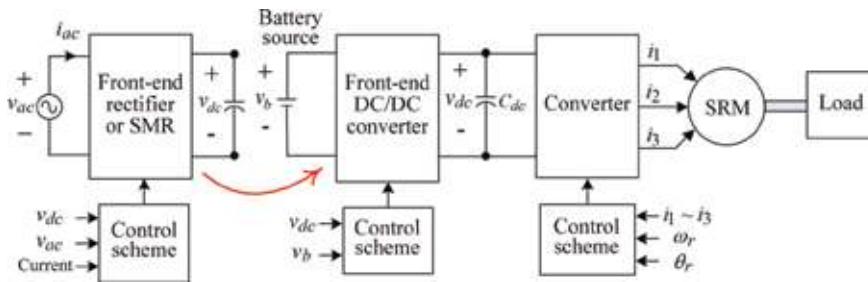 i_ac
+
v_ac
−
Front-end
rectifier
or SMR
+
v_dc
-
Control
scheme
v_dc
v_ac
Current
Battery
source
+
v_b
-
Front-end
DC/DC
converter
+
v_dc
-
C_dc
Control
scheme
v_dc
v_b
Converter
i_1
i_2
i_3
SRM
Load
Control
scheme
i_1 ~ i_3
ω_r
θ_r